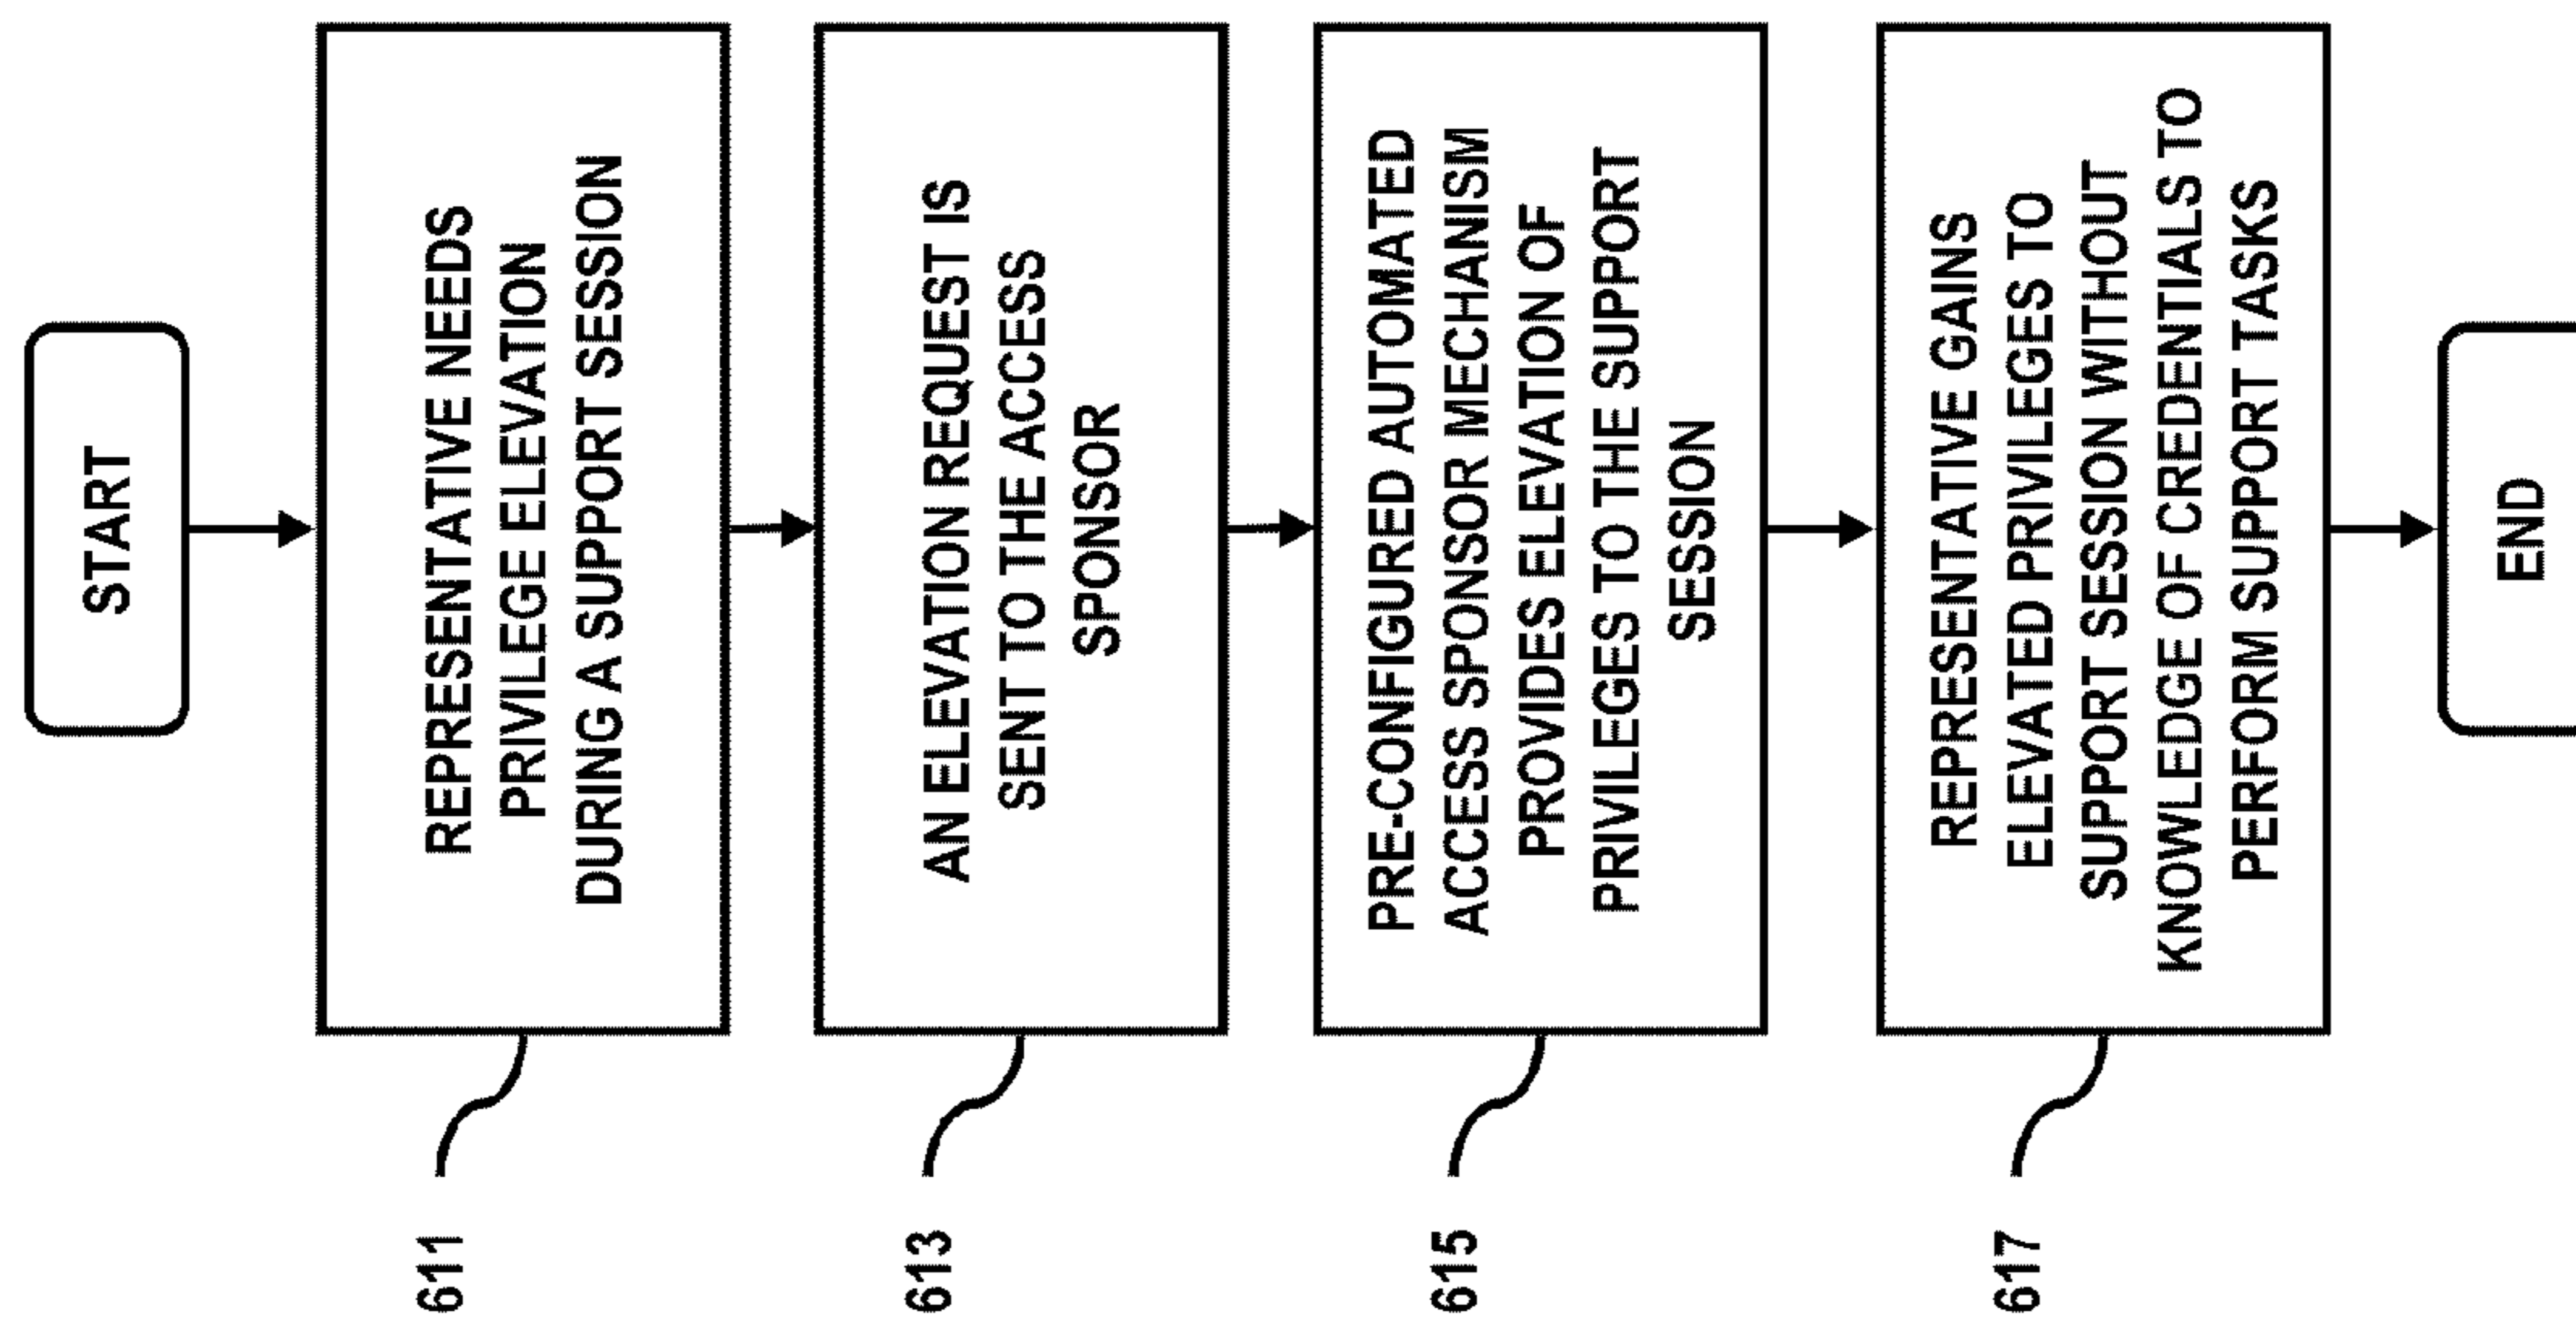 START
REPRESENTATIVE NEEDS
PRIVILEGE ELEVATION
DURING A SUPPORT SESSION
611
AN ELEVATION REQUEST IS
SENT TO THE ACCESS
SPONSOR
613
PRE-CONFIGURED AUTOMATED
ACCESS SPONSOR MECHANISM
PROVIDES ELEVATION OF
PRIVILEGES TO THE SUPPORT
SESSION
615
REPRESENTATIVE GAINS
ELEVATED PRIVILEGES TO
SUPPORT SESSION WITHOUT
KNOWLEDGE OF CREDENTIALS TO
PERFORM SUPPORT TASKS
617
END